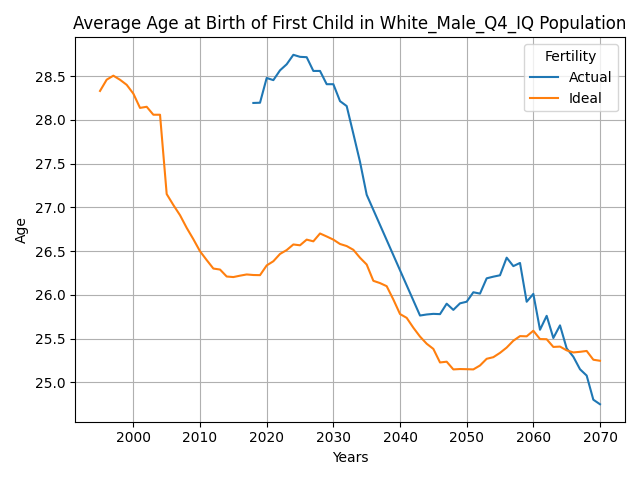 Average Age at Birth of First Child in White_Male_Q4_IQ Population
Fertility
Actual
Ideal
Age
28.5
28.0
27.5
27.0
26.5
26.0
25.5
25.0
2000 2010 2020 2030 2040 2050 2060 2070
Years